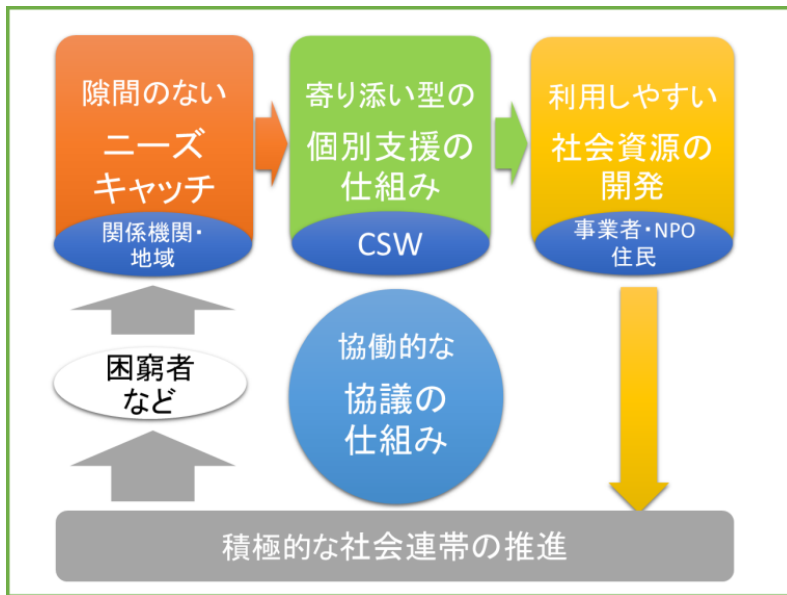 隙間のない
ニーズ
キャッチ
関係機関・
地域
寄り添い型の
個別支援の
仕組み
CSW
利用しやすい
社会資源の
開発
事業者・NPO
住民
困窮者
など
協働的な
協議の
仕組み
積極的な社会連帯の推進